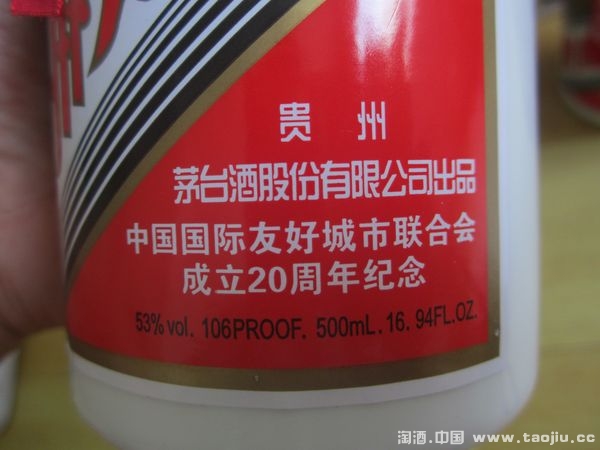 贵州
茅台酒股份有限公司出品
中国国际友好城市联合会
成立20周年纪念
53%vol. 106PROOF. 500mL. 16. 94FL.OZ.
淘酒.中国 www.taojiu.cc